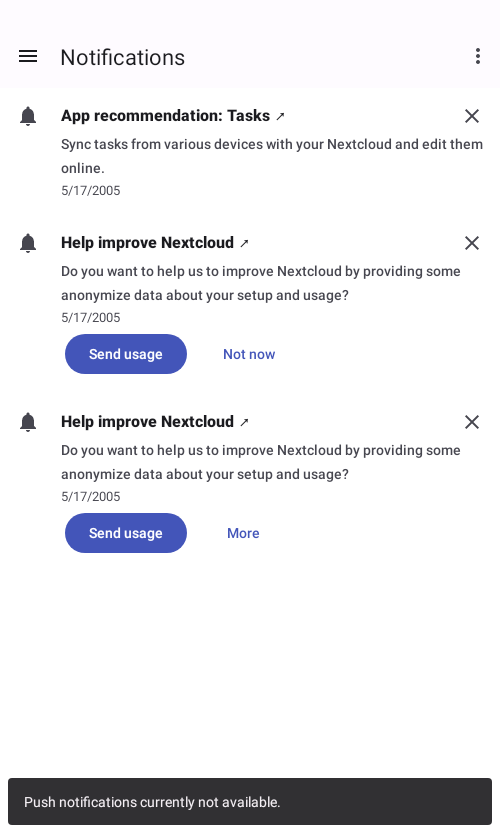 Notifications
App recommendation: Tasks ↗
Sync tasks from various devices with your Nextcloud and edit them
online.
5/17/2005
Help improve Nextcloud ↗
Do you want to help us to improve Nextcloud by providing some
anonymize data about your setup and usage?
5/17/2005
Send usage Not now
Help improve Nextcloud ↗
Do you want to help us to improve Nextcloud by providing some
anonymize data about your setup and usage?
5/17/2005
Send usage More
Push notifications currently not available.